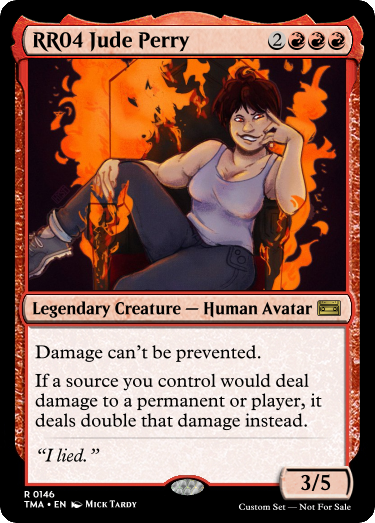 RR04 Jude Perry 2
Legendary Creature — Human Avatar
Damage can't be prevented.
If a source you control would deal
damage to a permanent or player, it
deals double that damage instead.
“I lied.”
3/5
R 0146
TMA • EN Mick Tardy
Custom Set — Not For Sale